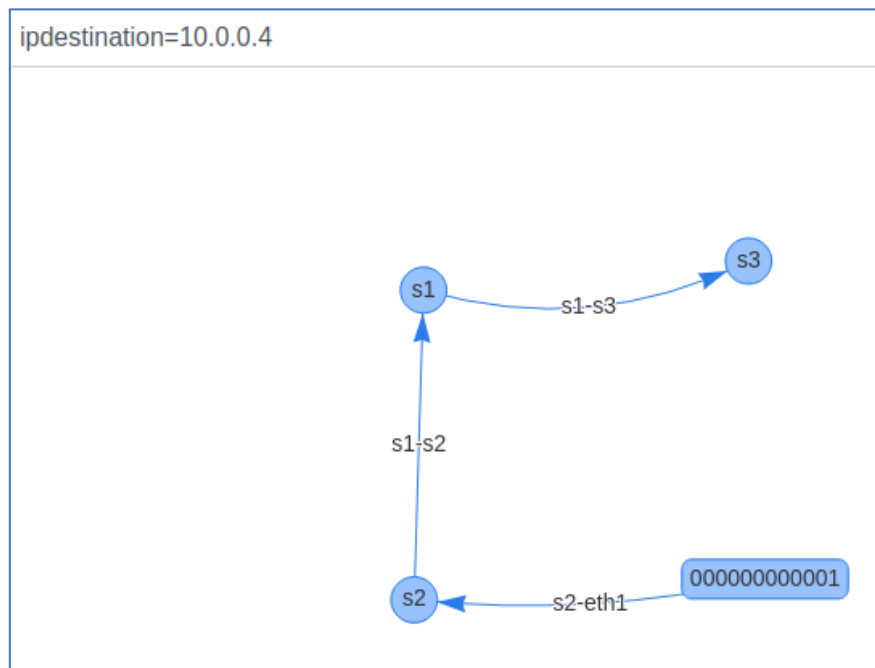 ipdestination=10.0.0.4
s3
s1
s1-s3
s1-s2
000000000001
s2
s2-eth1